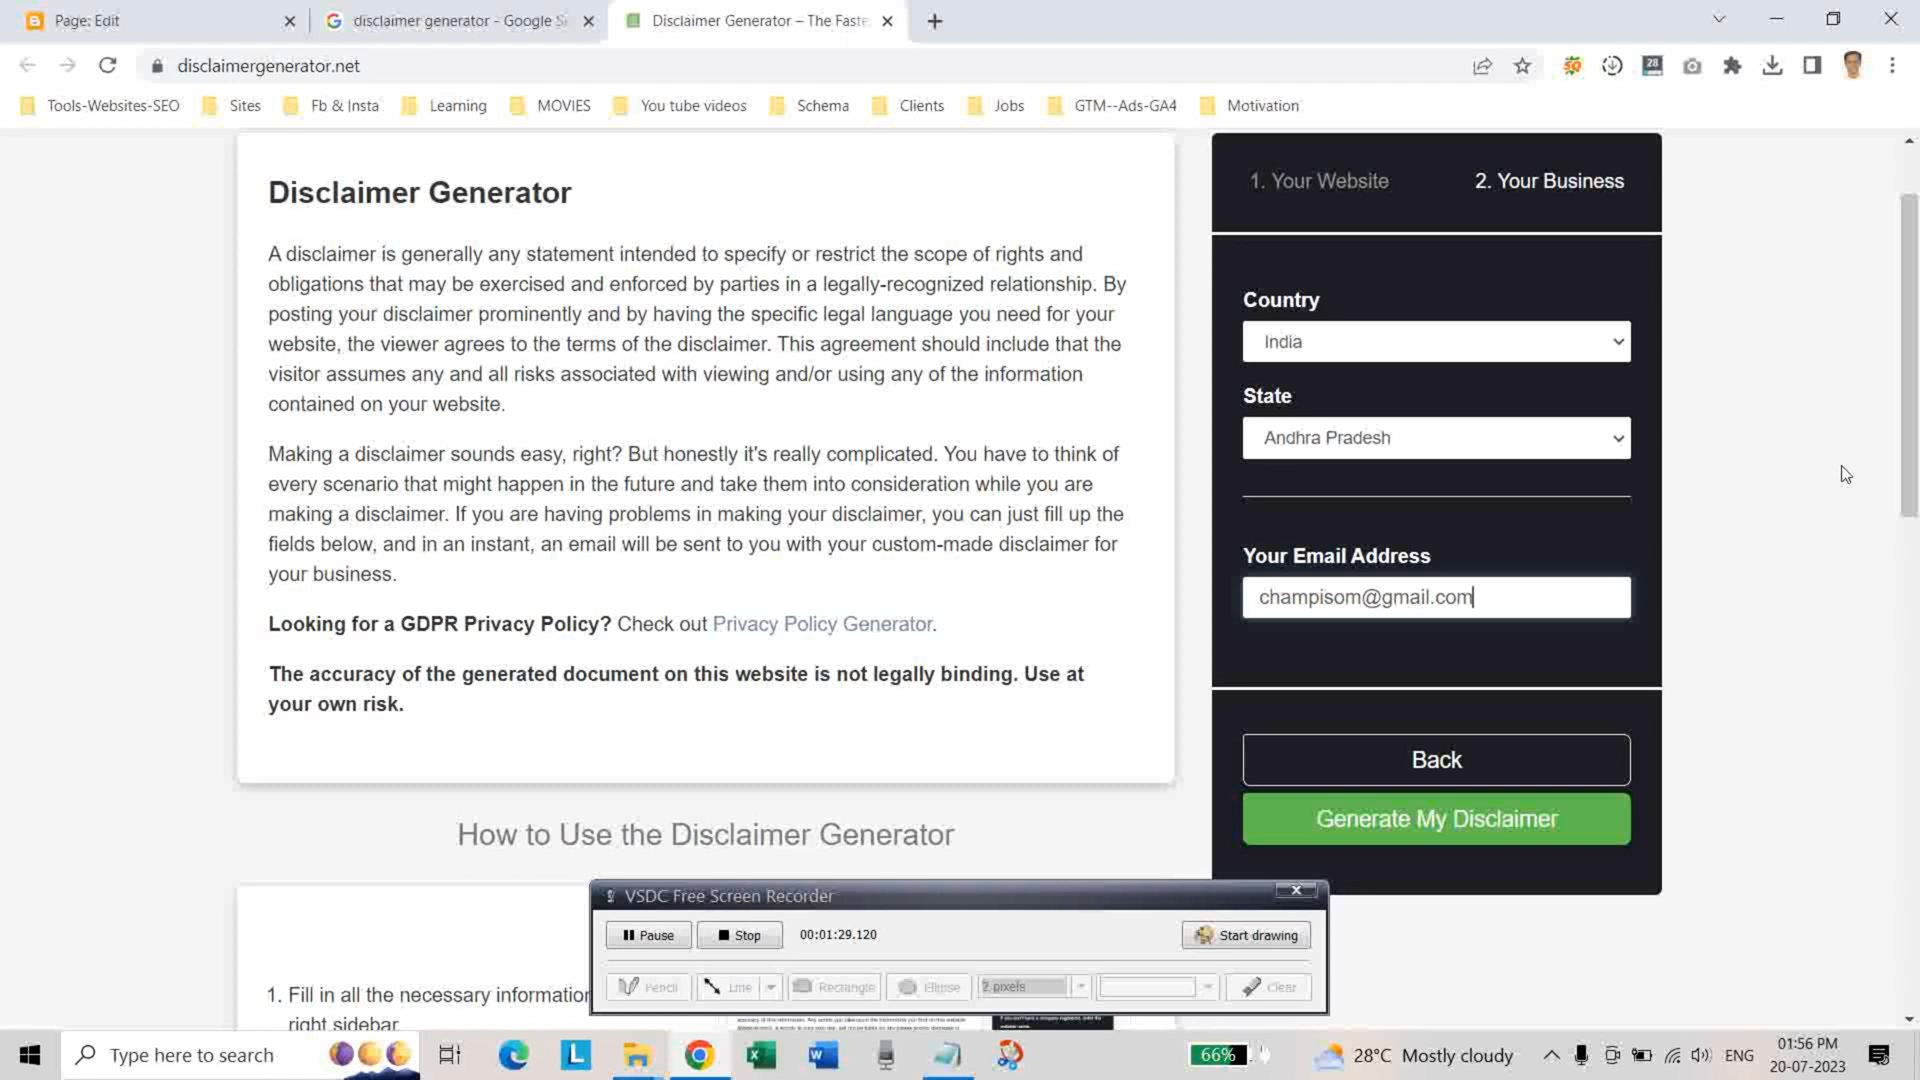 Page: Edit
disclaimer generator - Google Se
Disclaimer Generator – The Faste
disclaimergenerator.net
28
Tools-Websites-SEO
Sites
Fb & Insta
Learning
MOVIES
You tube videos
Schema
Clients
Jobs
GTM--Ads-GA4
Motivation
Disclaimer Generator
A disclaimer is generally any statement intended to specify or restrict the scope of rights and
obligations that may be exercised and enforced by parties in a legally-recognized relationship. By
posting your disclaimer prominently and by having the specific legal language you need for your
website, the viewer agrees to the terms of the disclaimer. This agreement should include that the
visitor assumes any and all risks associated with viewing and/or using any of the information
contained on your website.
Making a disclaimer sounds easy, right? But honestly it's really complicated. You have to think of
every scenario that might happen in the future and take them into consideration while you are
making a disclaimer. If you are having problems in making your disclaimer, you can just fill up the
fields below, and in an instant, an email will be sent to you with your custom-made disclaimer for
your business.
Looking for a GDPR Privacy Policy? Check out Privacy Policy Generator.
The accuracy of the generated document on this website is not legally binding. Use at
your own risk.
How to Use the Disclaimer Generator
1. Fill in all the necessary information
right sidebar
1. Your Website
2. Your Business
Country
India
State
Andhra Pradesh
Your Email Address
champisom@gmail.com
Back
Generate My Disclaimer
VSDC Free Screen Recorder
Pause
Stop
00:01:29.120
Start drawing
Pencil
Line
Rectangle
Ellipse
2 pixels
Clear
Type here to search
66%
28°C Mostly cloudy
ENG
01:56 PM
20-07-2023